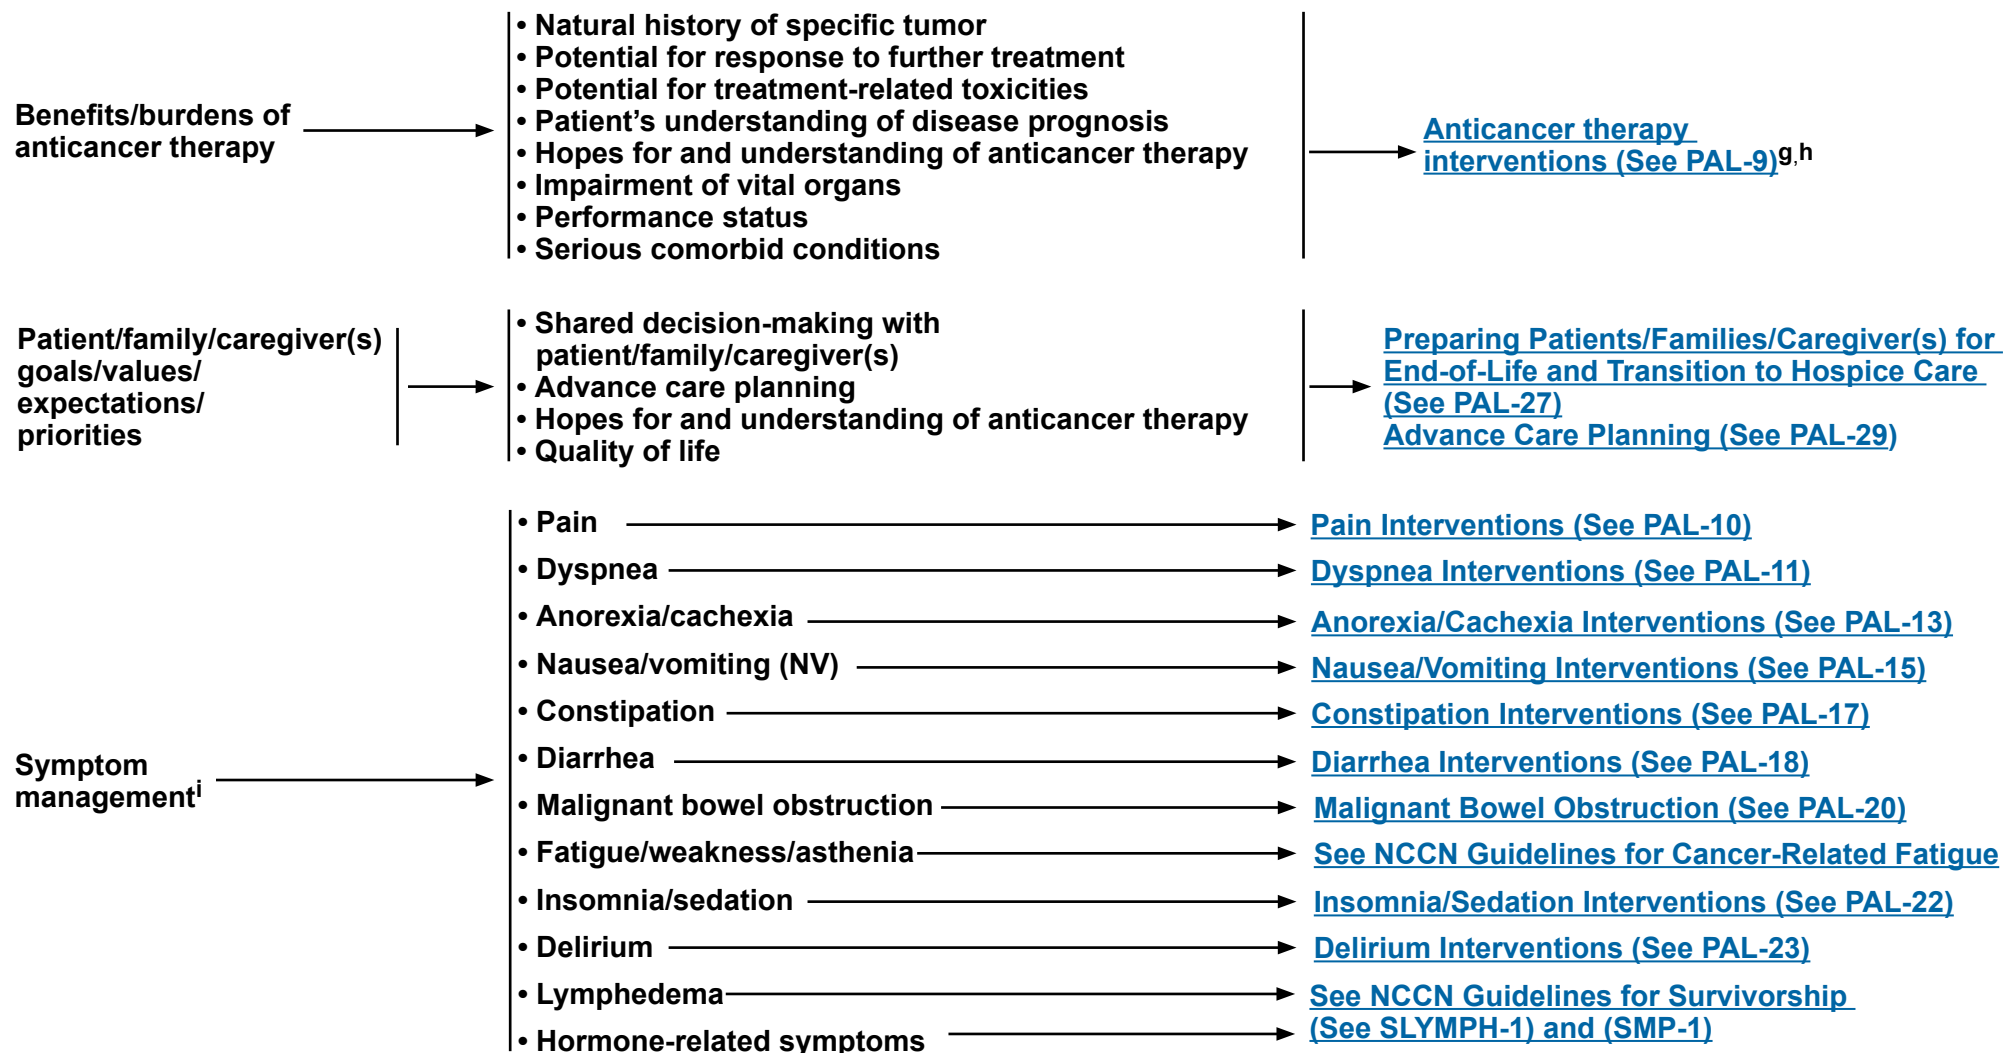 Benefits/burdens of
anticancer therapy
• Natural history of specific tumor
• Potential for response to further treatment
• Potential for treatment-related toxicities
• Patient’s understanding of disease prognosis
• Hopes for and understanding of anticancer therapy
• Impairment of vital organs
• Performance status
• Serious comorbid conditions
Anticancer therapy
interventions (See PAL-9)g,h
Patient/family/caregiver(s)
goals/values/
expectations/
priorities
• Shared decision-making with
patient/family/caregiver(s)
• Advance care planning
• Hopes for and understanding of anticancer therapy
• Quality of life
Preparing Patients/Families/Caregiver(s) for
End-of-Life and Transition to Hospice Care
(See PAL-27)
Advance Care Planning (See PAL-29)
Symptom
managementi
• Pain
Pain Interventions (See PAL-10)
• Dyspnea
Dyspnea Interventions (See PAL-11)
• Anorexia/cachexia
Anorexia/Cachexia Interventions (See PAL-13)
• Nausea/vomiting (NV)
Nausea/Vomiting Interventions (See PAL-15)
• Constipation
Constipation Interventions (See PAL-17)
• Diarrhea
Diarrhea Interventions (See PAL-18)
• Malignant bowel obstruction
Malignant Bowel Obstruction (See PAL-20)
• Fatigue/weakness/asthenia
See NCCN Guidelines for Cancer-Related Fatigue
• Insomnia/sedation
Insomnia/Sedation Interventions (See PAL-22)
• Delirium
Delirium Interventions (See PAL-23)
• Lymphedema
• Hormone-related symptoms
See NCCN Guidelines for Survivorship
(See SLYMPH-1) and (SMP-1)